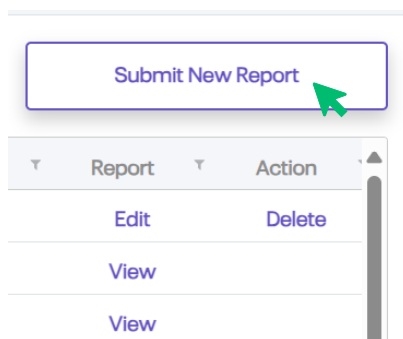 Submit New Report
Report Action
Edit Delete
View
View